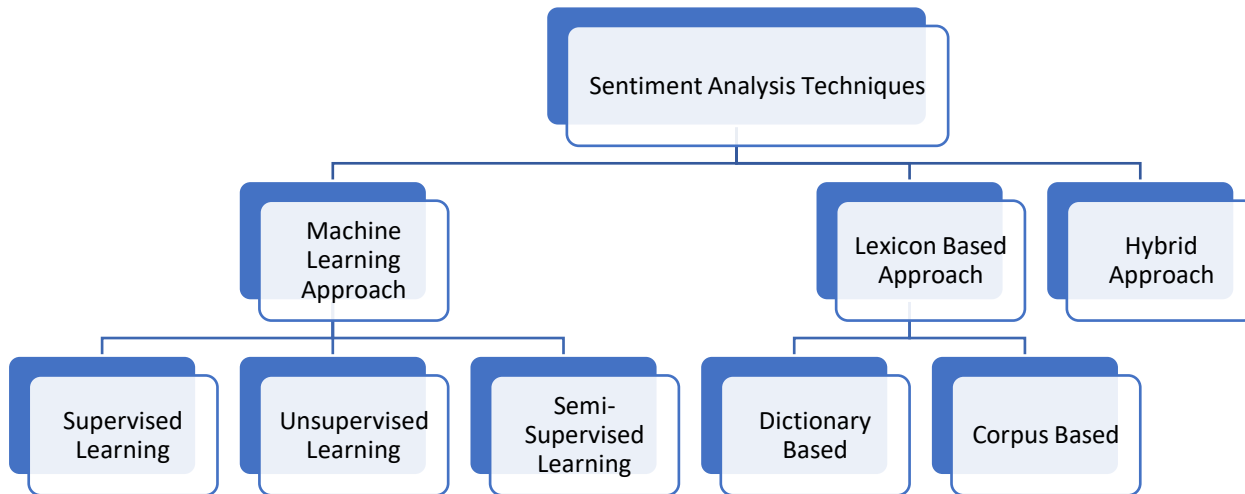 Sentiment Analysis Techniques
Machine
Learning
Approach
Lexicon Based
Approach
Hybrid
Approach
Supervised
Learning
Unsupervised
Learning
Semi-
Supervised
Learning
Dictionary
Based
Corpus Based